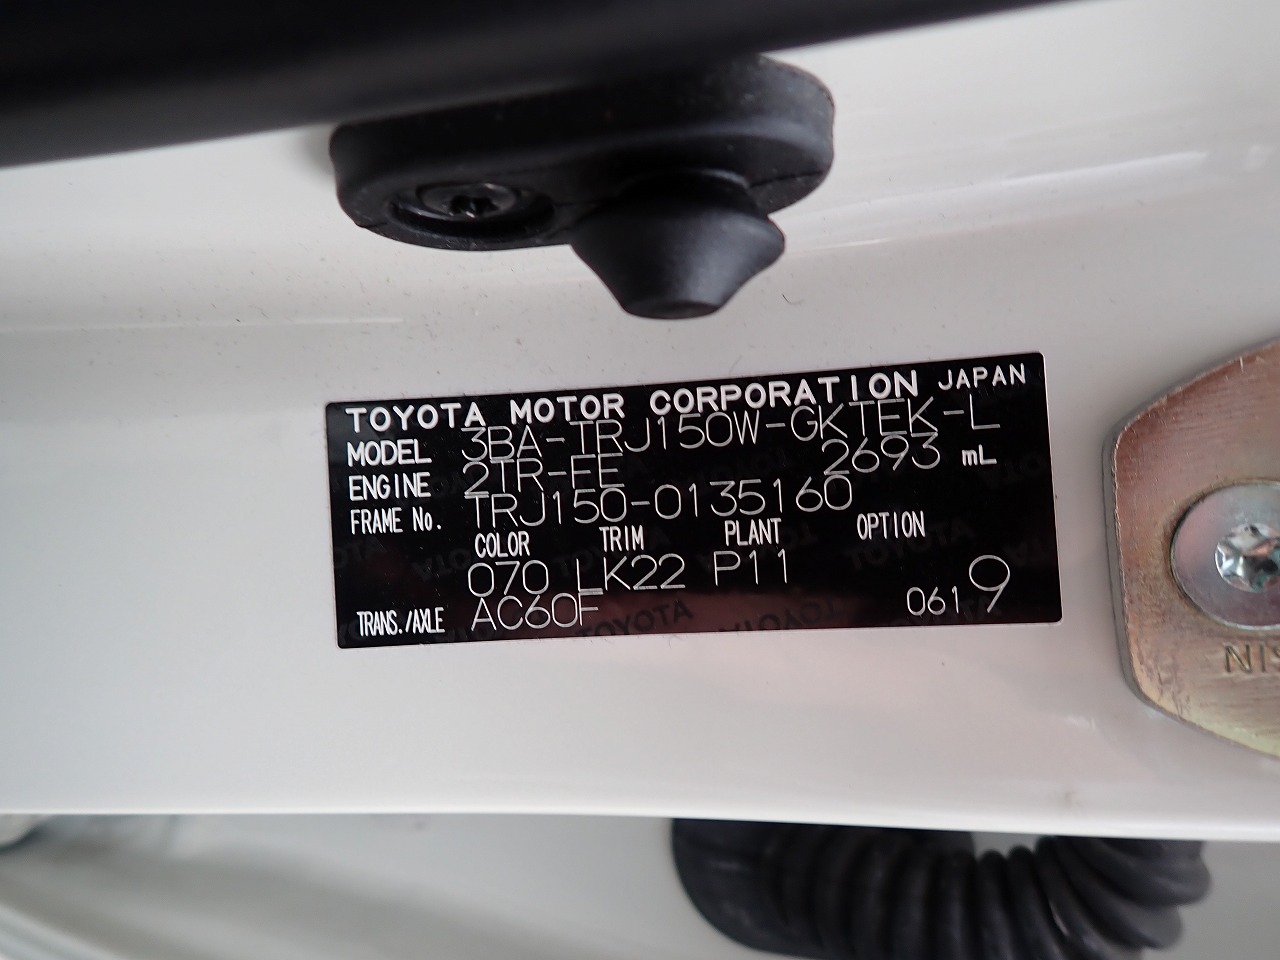 TOYOTA MOTOR CORPORATION JAPAN
MODEL 3BA-TRJ150W-GKTEK-L
ENGINE 2TR-FE 2693 mL
FRAME No. TRJ150-0135160
COLOR TRIM PLANT OPTION
070 LK22 P11
TRANS./AXLE AC60F 0619